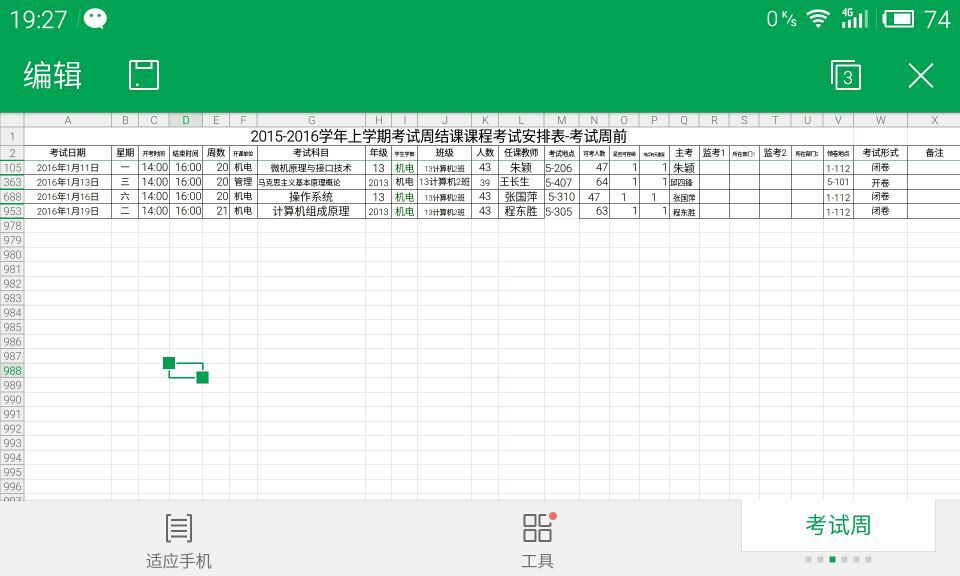 19:27 0 K/s 4G 74
编辑 3
A B C D E F G H I J K L M N O P Q R S T U V W X
1 2015-2016学年上学期考试周结课课程考试安排表-考试周前
2 考试日期 星期 开考时间 结束时间 周数 开课单位 考试科目 年级 学生学部 班级 人数 任课教师 考试地点 可考人数 主考 监考1 所在部门1 监考2 所在部门2 领卷地点 考试形式 备注
105 2016年1月11日 一 14:00 16:00 20 机电 微机原理与接口技术 13 机电 13计算机2班 43 朱颖 5-206 47 1 1 朱颖 1-112 闭卷
363 2016年1月13日 三 14:00 16:00 20 管理 马克思主义基本原理概论 2013 机电 13计算机2班 39 王长生 5-407 64 1 1 邱四锋 5-101 开卷
688 2016年1月16日 六 14:00 16:00 20 机电 操作系统 13 机电 13计算机2班 43 张国萍 5-310 47 1 1 张国萍 1-112 闭卷
953 2016年1月19日 二 14:00 16:00 21 机电 计算机组成原理 2013 机电 13计算机2班 43 程东胜 5-305 63 1 1 程东胜 1-112 闭卷
978
979
980
981
982
983
984
985
986
987
988
989
990
991
992
993
994
995
996
997
适应手机 工具 考试周